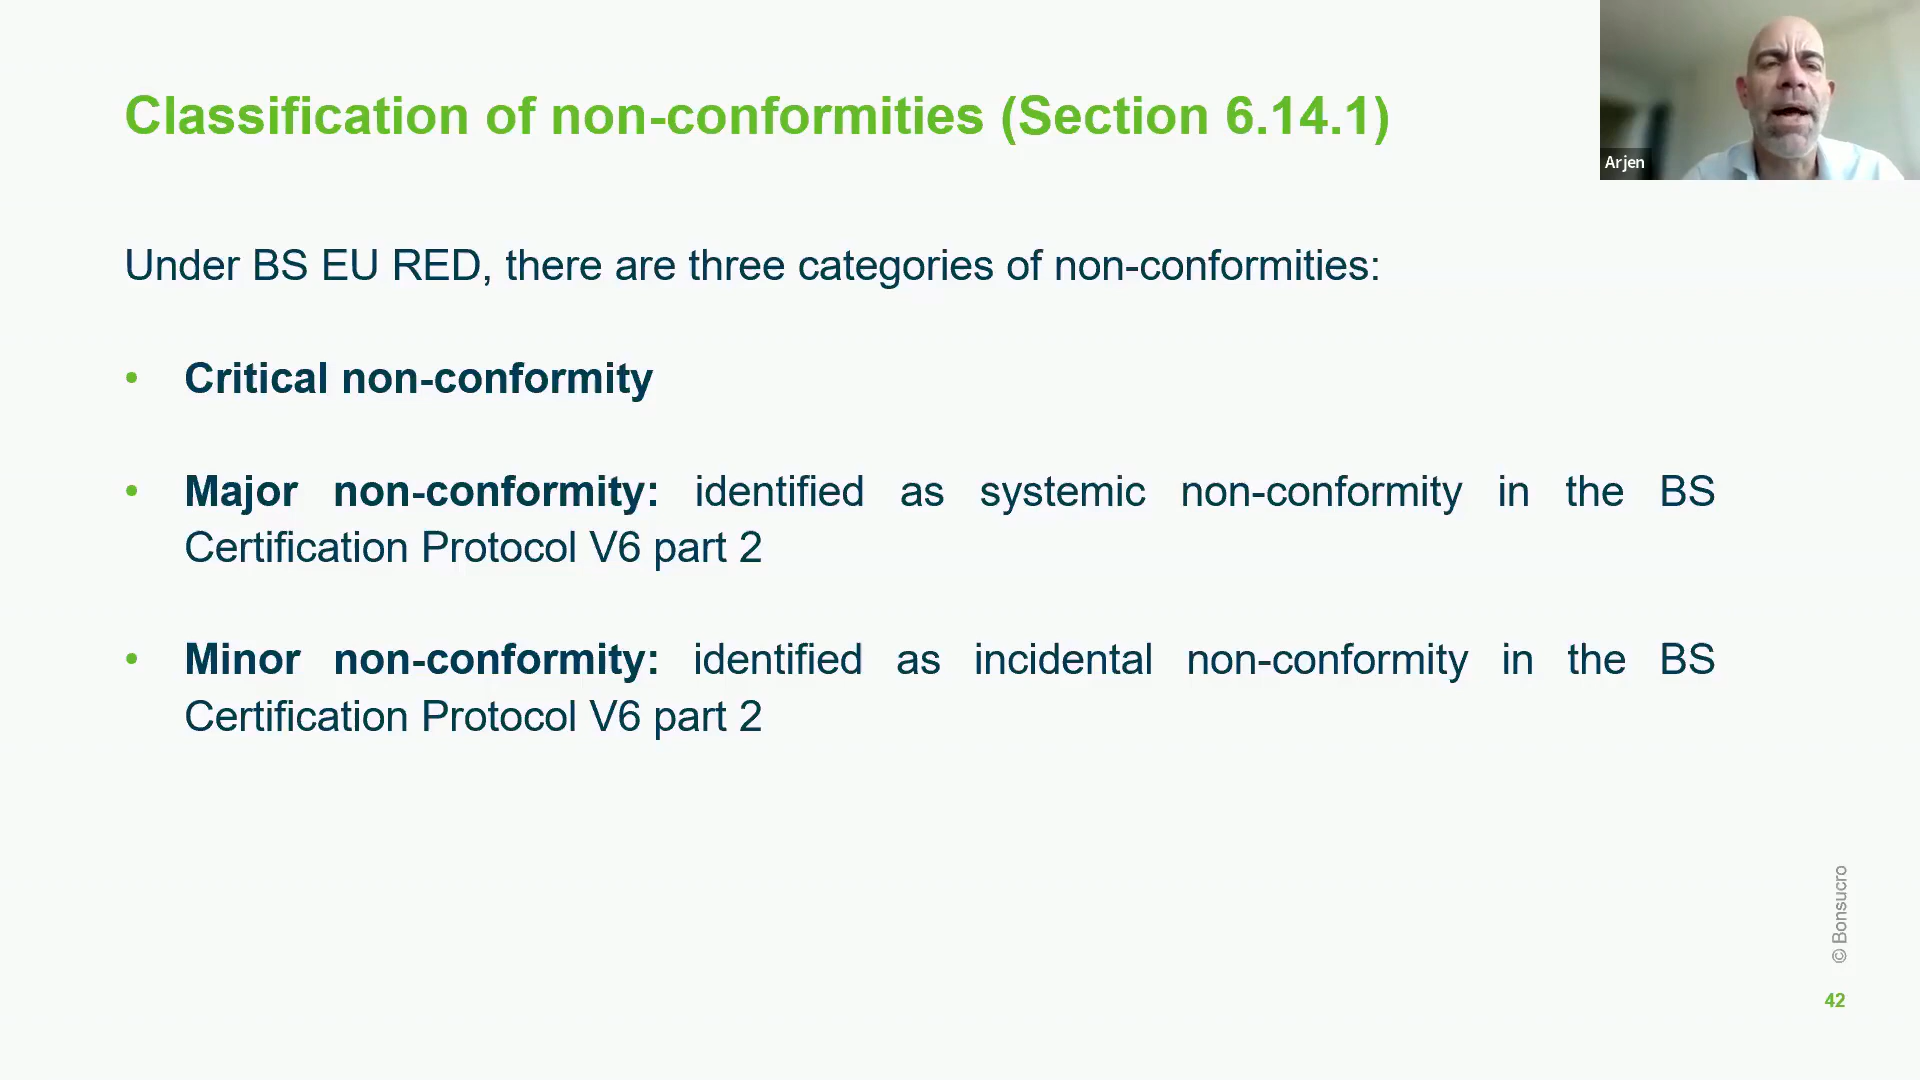 Classification of non-conformities (Section 6.14.1)
Arjen
Under BS EU RED, there are three categories of non-conformities:
• Critical non-conformity
• Major non-conformity: identified as systemic non-conformity in the BS
Certification Protocol V6 part 2
• Minor non-conformity: identified as incidental non-conformity in the BS
Certification Protocol V6 part 2
© Bonsucro
42